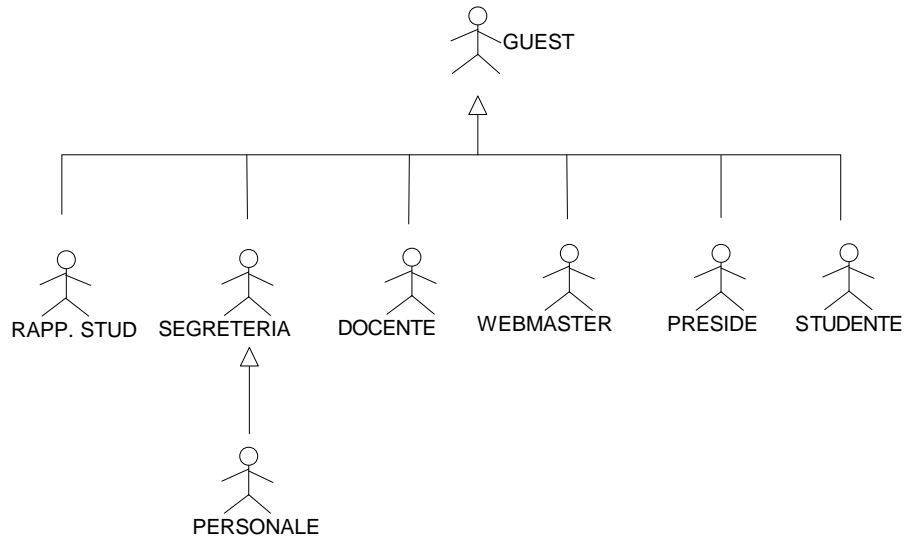 GUEST
RAPP. STUD
SEGRETERIA
DOCENTE
WEBMASTER
PRESIDE
STUDENTE
PERSONALE